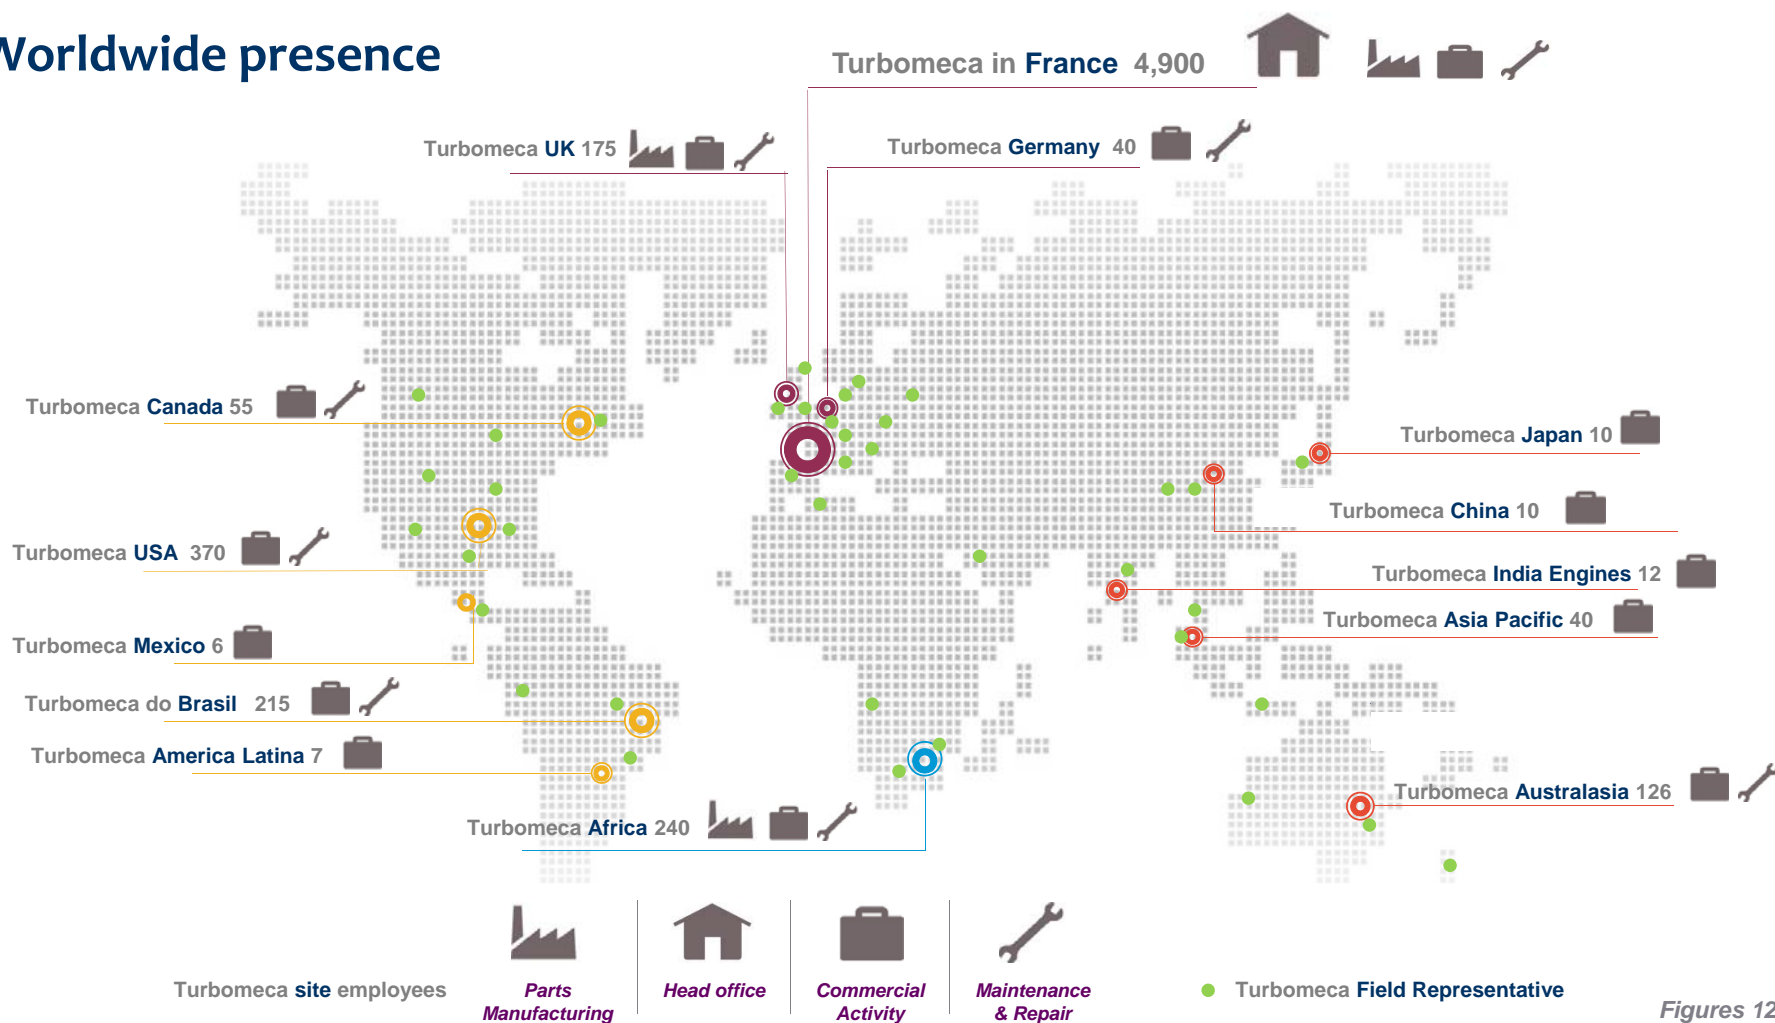 Worldwide presence
Turbomeca in France 4,900
Turbomeca UK 175
Turbomeca Germany 40
Turbomeca Canada 55
Turbomeca Japan 10
Turbomeca China 10
Turbomeca USA 370
Turbomeca India Engines 12
Turbomeca Asia Pacific 40
Turbomeca Mexico 6
Turbomeca do Brasil 215
Turbomeca America Latina 7
Turbomeca Australasia 126
Turbomeca Africa 240
Turbomeca site employees
Parts
Manufacturing
Head office
Commercial
Activity
Maintenance
& Repair
Turbomeca Field Representative
Figures 12